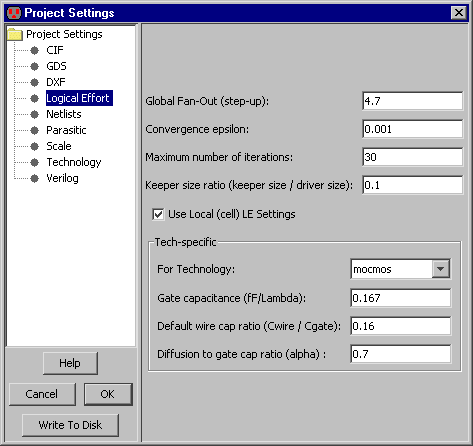 Project Settings
Project Settings
CIF
GDS
DXF
Logical Effort
Netlists
Parasitic
Scale
Technology
Verilog
Help
Cancel OK
Write To Disk
Global Fan-Out (step-up): 4.7
Convergence epsilon: 0.001
Maximum number of iterations: 30
Keeper size ratio (keeper size / driver size): 0.1
Use Local (cell) LE Settings
Tech-specific
For Technology: mocmos
Gate capacitance (fF/Lambda): 0.167
Default wire cap ratio (Cwire / Cgate): 0.16
Diffusion to gate cap ratio (alpha) : 0.7